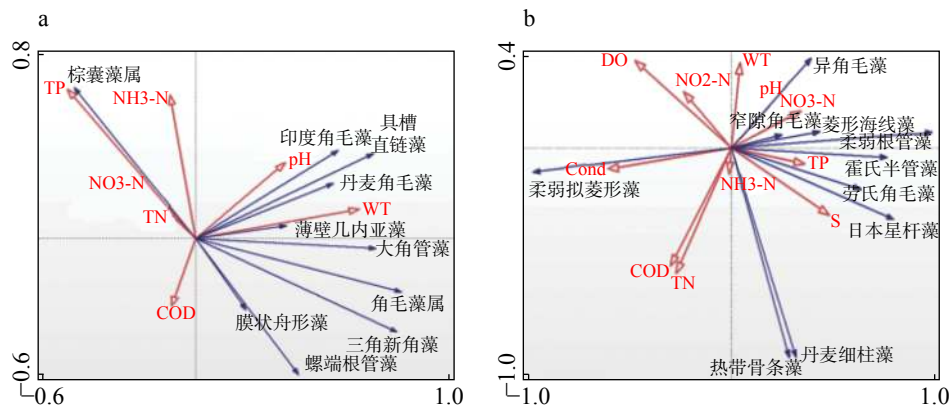 a
0.8
棕囊藻属
TP
NH3-N
具槽
印度角毛藻
直链藻
pH
NO3-N
丹麦角毛藻
TN
WT
薄壁几内亚藻
大角管藻
COD
角毛藻属
膜状舟形藻
三角新角藻
螺端根管藻
-0.6
-0.6
1.0
b
0.4
DO
WT
异角毛藻
NO2-N
pH
NO3-N
窄隙角毛藻
菱形海线藻
柔弱根管藻
Cond
TP
霍氏半管藻
NH3-N
柔弱拟菱形藻
劳氏角毛藻
S
日本星杆藻
COD
TN
丹麦细柱藻
热带骨条藻
-1.0
-1.0
1.0